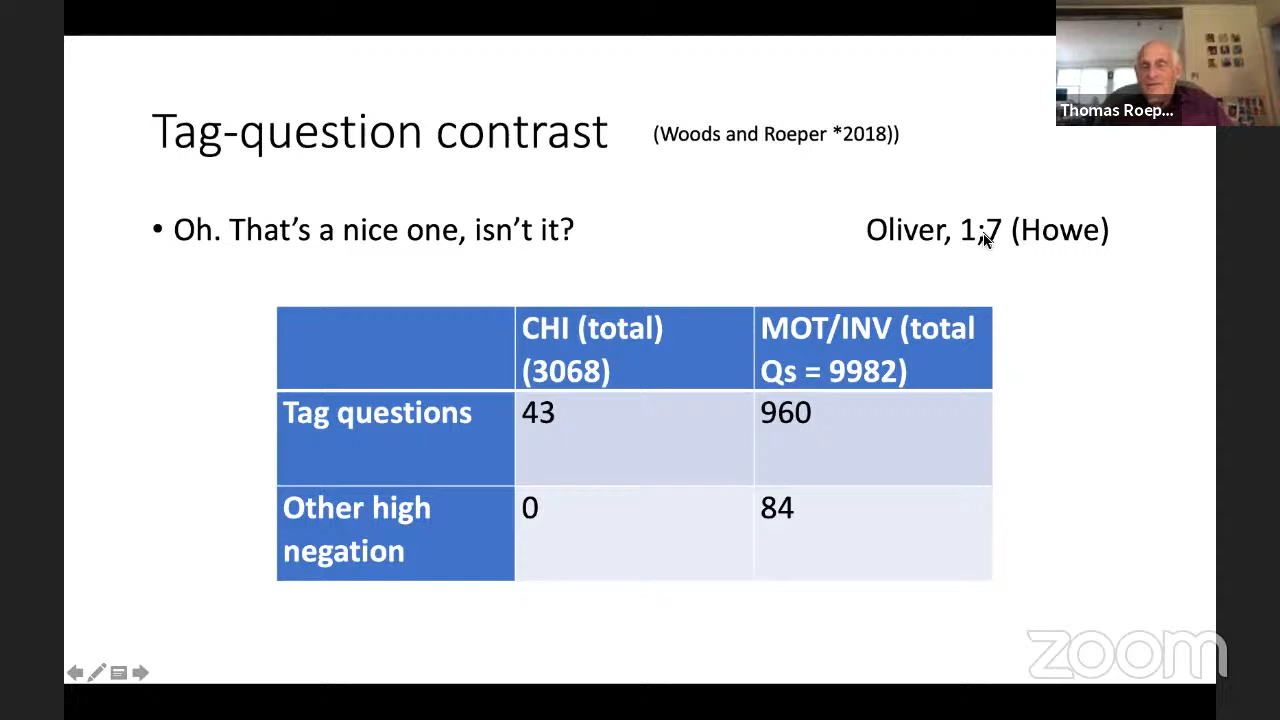 Thomas Roep...
Tag-question contrast (Woods and Roeper *2018))
• Oh. That's a nice one, isn't it? Oliver, 1;7 (Howe)
CHI (total) MOT/INV (total
(3068) Qs = 9982)
Tag questions 43 960
Other high 0 84
negation
zoom